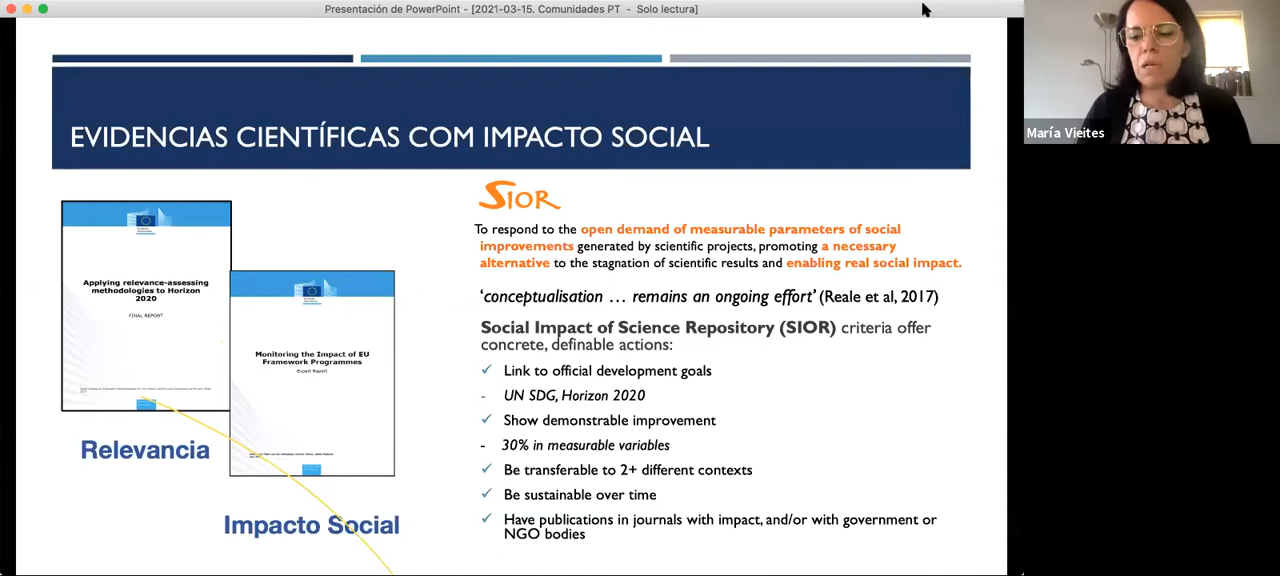 Presentación de PowerPoint - [2021-03-15. Comunidades PT - Solo lectura]
María Vieites
EVIDENCIAS CIENTÍFICAS COM IMPACTO SOCIAL
Applying relevance-assessing
methodologies to Horizon
2020
FINAL REPORT
Relevancia
Monitoring the Impact of EU
Framework Programmes
Expert Report
Impacto Social
SIOR
To respond to the open demand of measurable parameters of social
improvements generated by scientific projects, promoting a necessary
alternative to the stagnation of scientific results and enabling real social impact.
‘conceptualisation … remains an ongoing effort’ (Reale et al, 2017)
Social Impact of Science Repository (SIOR) criteria offer
concrete, definable actions:
✓ Link to official development goals
- UN SDG, Horizon 2020
✓ Show demonstrable improvement
- 30% in measurable variables
✓ Be transferable to 2+ different contexts
✓ Be sustainable over time
✓ Have publications in journals with impact, and/or with government or
NGO bodies